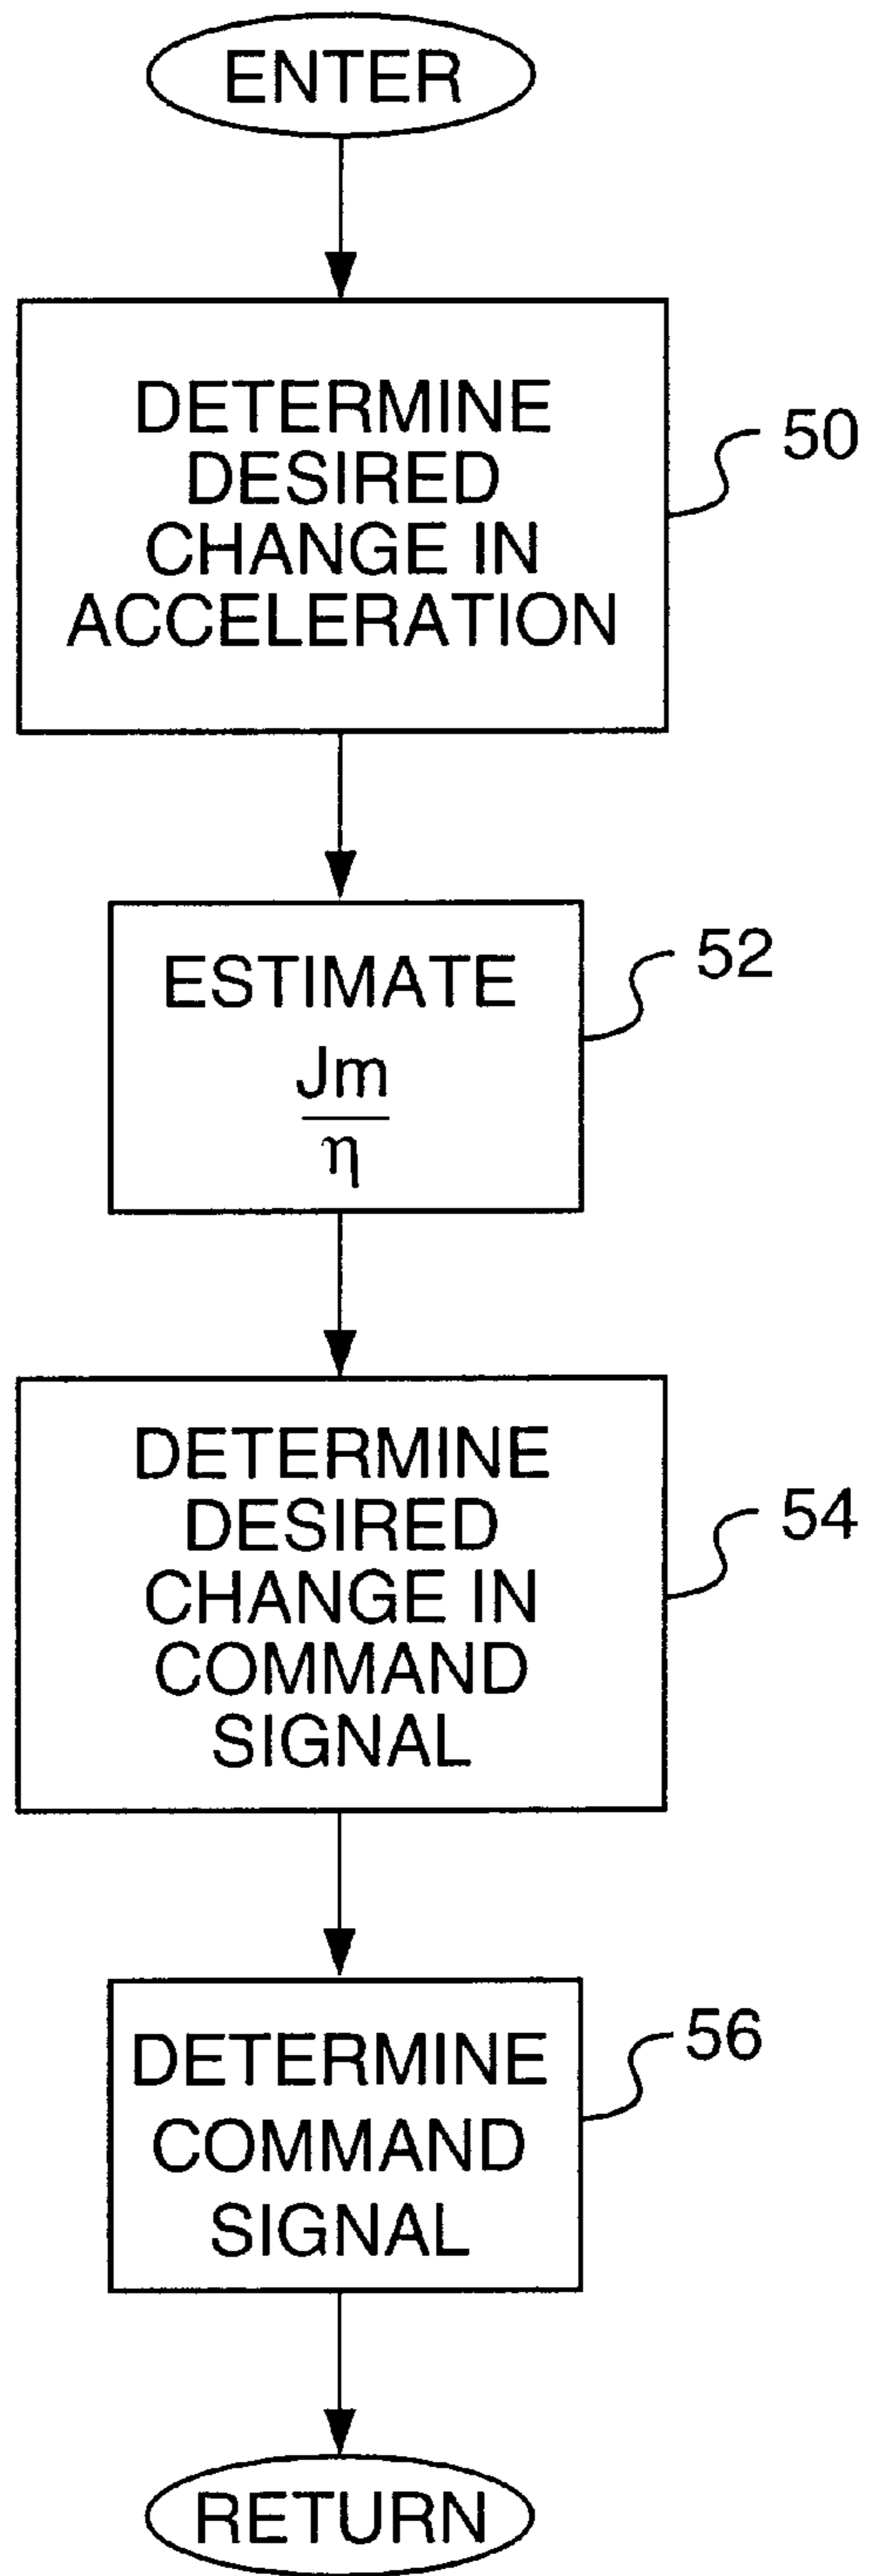 ENTER
DETERMINE
DESIRED
CHANGE IN
ACCELERATION
50
ESTIMATE
Jm
η
52
DETERMINE
DESIRED
CHANGE IN
COMMAND
SIGNAL
54
DETERMINE
COMMAND
SIGNAL
56
RETURN